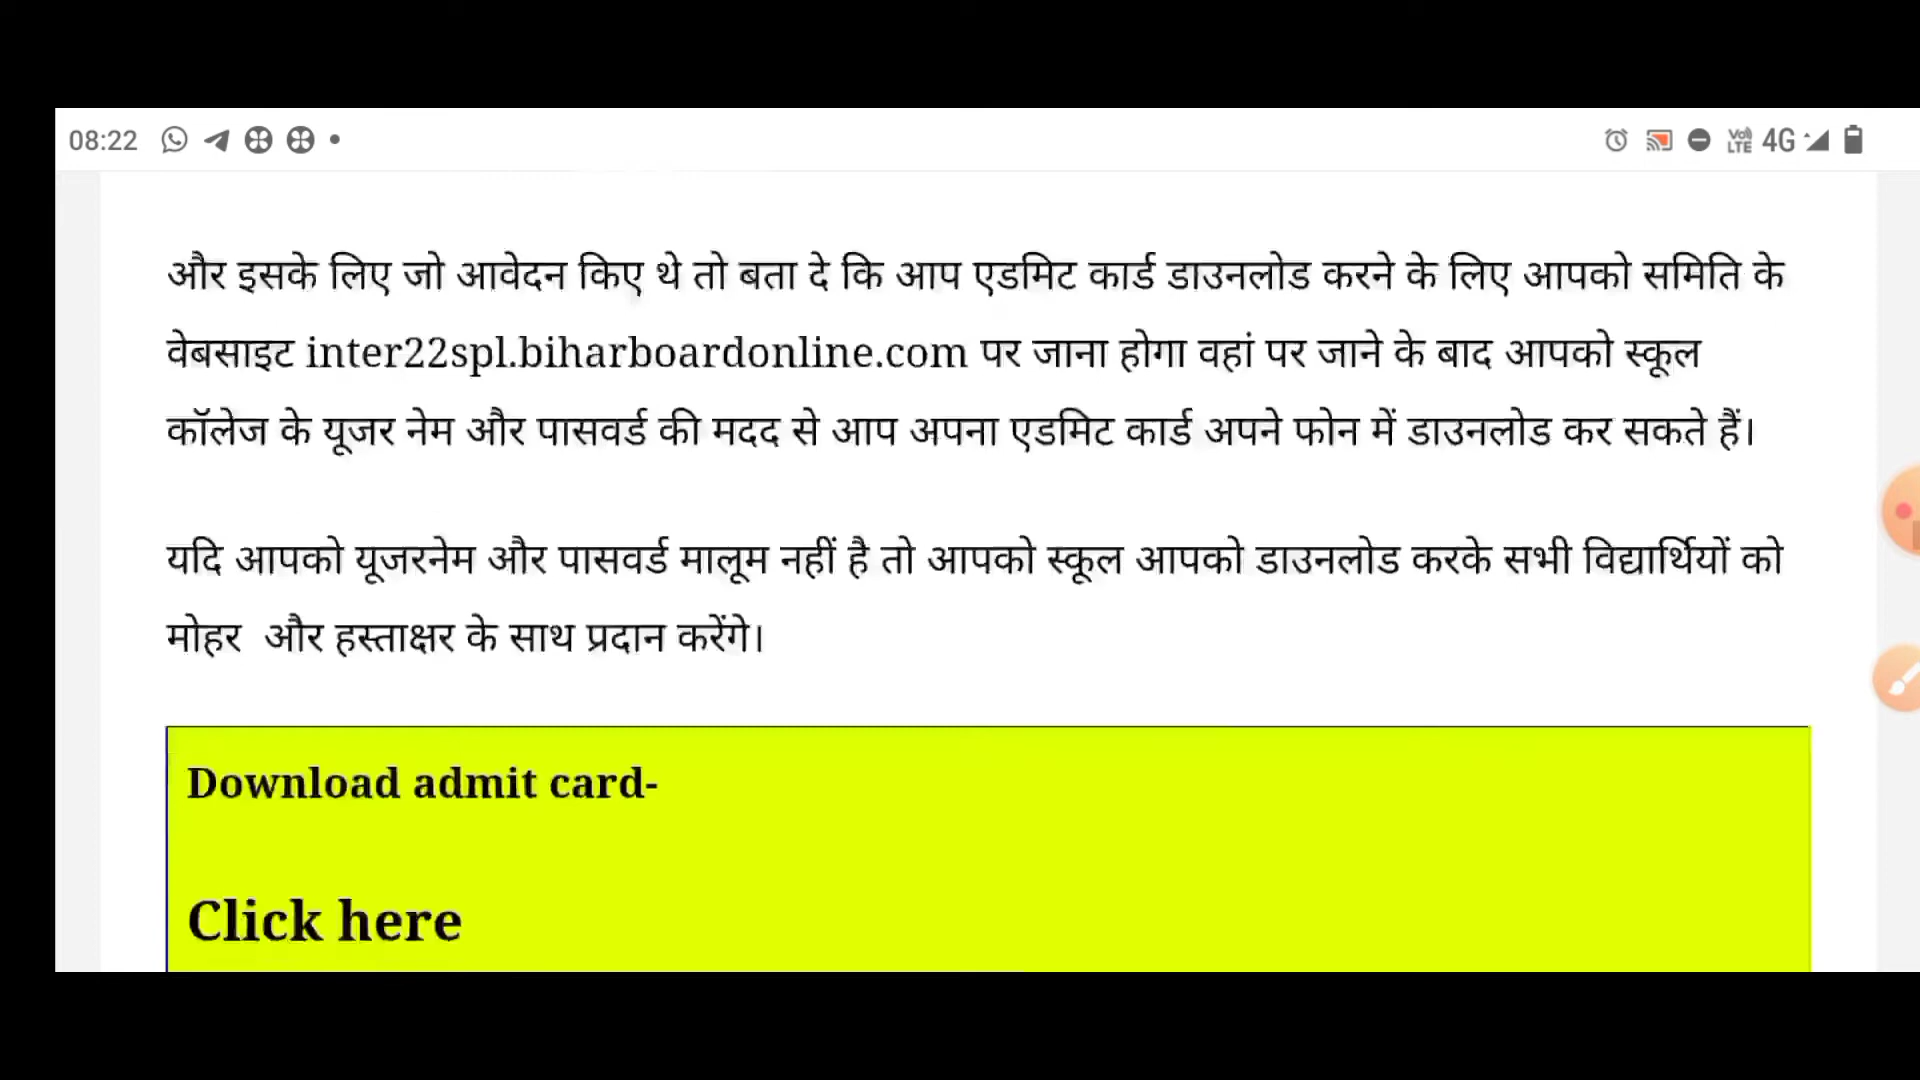 08:22
Vo) LTE 4G
और इसके लिए जो आवेदन किए थे तो बता दे कि आप एडमिट कार्ड डाउनलोड करने के लिए आपको समिति के
वेबसाइट inter22spl.biharboardonline.com पर जाना होगा वहां पर जाने के बाद आपको स्कूल
कॉलेज के यूजर नेम और पासवर्ड की मदद से आप अपना एडमिट कार्ड अपने फोन में डाउनलोड कर सकते हैं।
यदि आपको यूजरनेम और पासवर्ड मालूम नहीं है तो आपको स्कूल आपको डाउनलोड करके सभी विद्यार्थियों को
मोहर और हस्ताक्षर के साथ प्रदान करेंगे।
Download admit card-
Click here